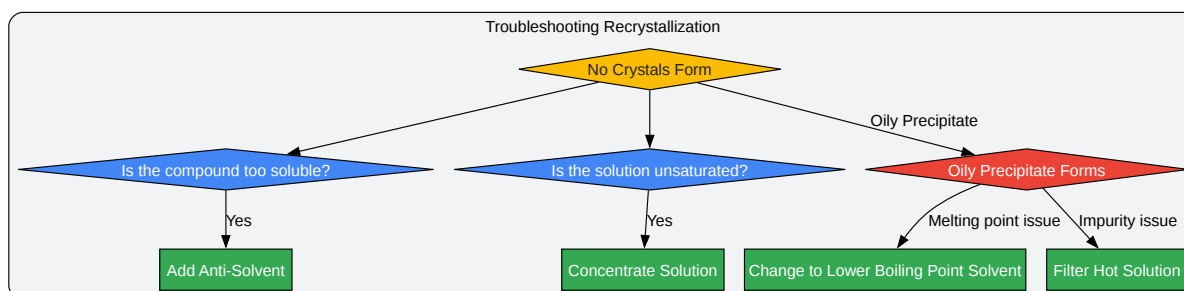 Troubleshooting Recrystallization
No Crystals Form
Oily Precipitate
Is the compound too soluble?
Is the solution unsaturated?
Oily Precipitate Forms
Yes
Yes
Melting point issue
Impurity issue
Add Anti-Solvent
Concentrate Solution
Change to Lower Boiling Point Solvent
Filter Hot Solution